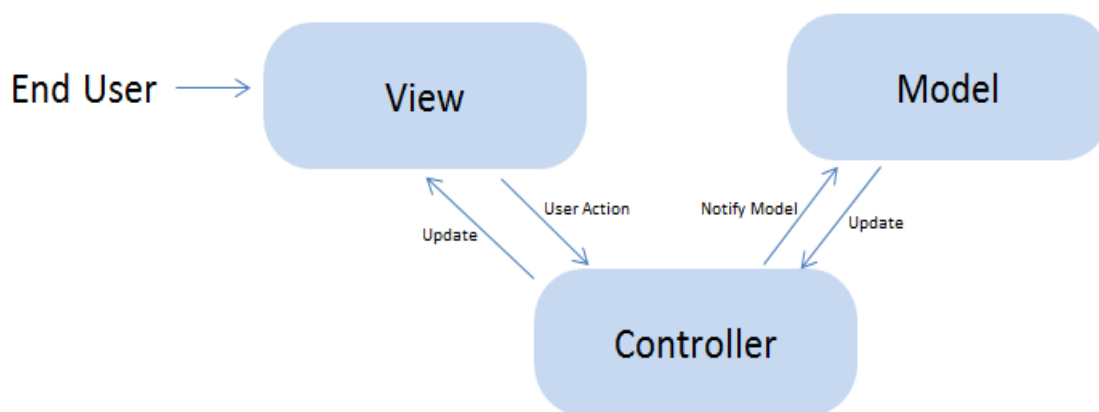 End User
View
Model
User Action
Notify Model
Update
Update
Controller